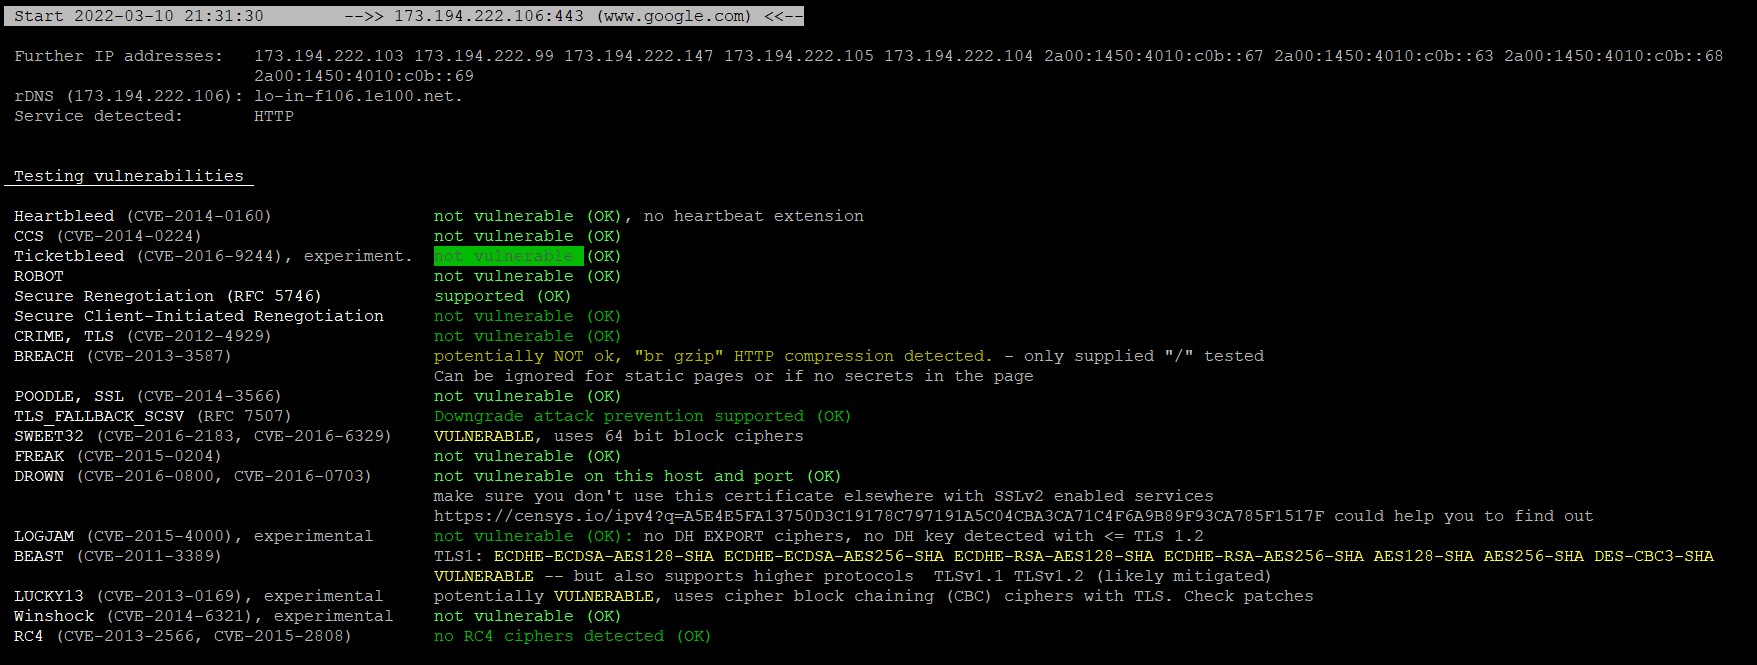 Start 2022-03-10 21:31:30 -->> 173.194.222.106:443 (www.google.com) <<--
Further IP addresses: 173.194.222.103 173.194.222.99 173.194.222.147 173.194.222.105 173.194.222.104 2a00:1450:4010:c0b::67 2a00:1450:4010:c0b::63 2a00:1450:4010:c0b::68
2a00:1450:4010:c0b::69
rDNS (173.194.222.106): lo-in-f106.1e100.net.
Service detected: HTTP
Testing vulnerabilities
Heartbleed (CVE-2014-0160) not vulnerable (OK), no heartbeat extension
CCS (CVE-2014-0224) not vulnerable (OK)
Ticketbleed (CVE-2016-9244), experiment. not vulnerable (OK)
ROBOT not vulnerable (OK)
Secure Renegotiation (RFC 5746) supported (OK)
Secure Client-Initiated Renegotiation not vulnerable (OK)
CRIME, TLS (CVE-2012-4929) not vulnerable (OK)
BREACH (CVE-2013-3587) potentially NOT ok, "br gzip" HTTP compression detected. - only supplied "/" tested
Can be ignored for static pages or if no secrets in the page
POODLE, SSL (CVE-2014-3566) not vulnerable (OK)
TLS_FALLBACK_SCSV (RFC 7507) Downgrade attack prevention supported (OK)
SWEET32 (CVE-2016-2183, CVE-2016-6329) VULNERABLE, uses 64 bit block ciphers
FREAK (CVE-2015-0204) not vulnerable (OK)
DROWN (CVE-2016-0800, CVE-2016-0703) not vulnerable on this host and port (OK)
make sure you don't use this certificate elsewhere with SSLv2 enabled services
https://censys.io/ipv4?q=A5E4E5FA13750D3C19178C797191A5C04CBA3CA71C4F6A9B89F93CA785F1517F could help you to find out
LOGJAM (CVE-2015-4000), experimental not vulnerable (OK): no DH EXPORT ciphers, no DH key detected with <= TLS 1.2
BEAST (CVE-2011-3389) TLS1: ECDHE-ECDSA-AES128-SHA ECDHE-ECDSA-AES256-SHA ECDHE-RSA-AES128-SHA ECDHE-RSA-AES256-SHA AES128-SHA AES256-SHA DES-CBC3-SHA
VULNERABLE -- but also supports higher protocols TLSv1.1 TLSv1.2 (likely mitigated)
LUCKY13 (CVE-2013-0169), experimental potentially VULNERABLE, uses cipher block chaining (CBC) ciphers with TLS. Check patches
Winshock (CVE-2014-6321), experimental not vulnerable (OK)
RC4 (CVE-2013-2566, CVE-2015-2808) no RC4 ciphers detected (OK)